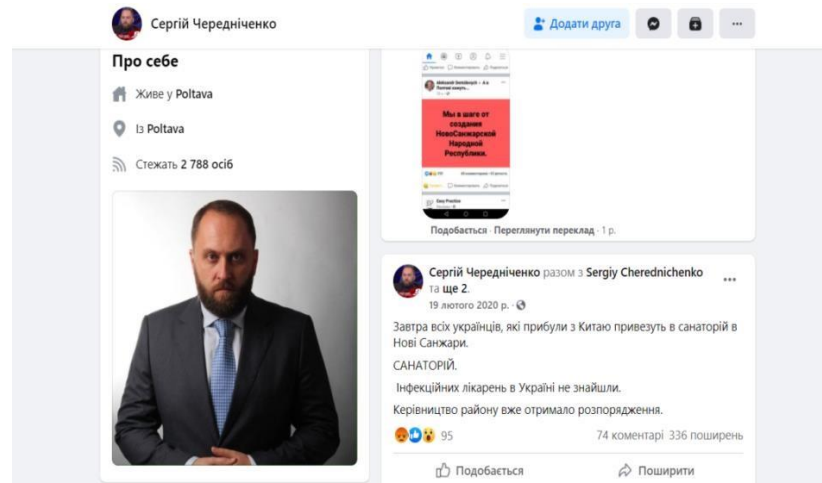 Сергій Чередніченко
Додати друга
Про себе
Живе у Poltava
Із Poltava
Стежать 2 788 осіб
Мы в шаге от
создания
НовоСанжарской
Народной
Республики.
Подобається · Переглянути переклад · 1 р.
Сергій Чередніченко разом з Sergiy Cherednichenko
та ще 2.
19 лютого 2020 р. ·
Завтра всіх українців, які прибули з Китаю привезуть в санаторій в
Нові Санжари.
САНАТОРІЙ.
Інфекційних лікарень в Україні не знайшли.
Керівництво району вже отримало розпорядження.
95
74 коментарі 336 поширень
Подобається
Поширити